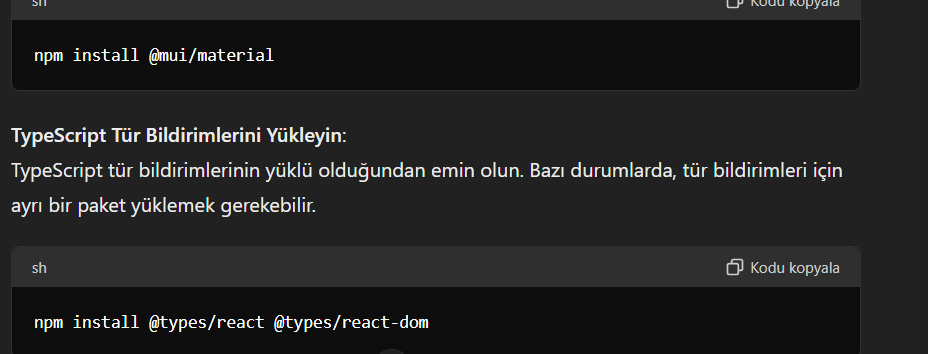 sh
Kodu kopyala
npm install @mui/material
TypeScript Tür Bildirimlerini Yükleyin:
TypeScript tür bildirimlerinin yüklü olduğundan emin olun. Bazı durumlarda, tür bildirimleri için
ayrı bir paket yüklemek gerekebilir.
sh
Kodu kopyala
npm install @types/react @types/react-dom